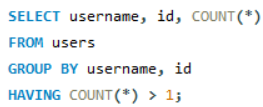 SELECT username, id, COUNT(*)
FROM users
GROUP BY username, id
HAVING COUNT(*) > 1;